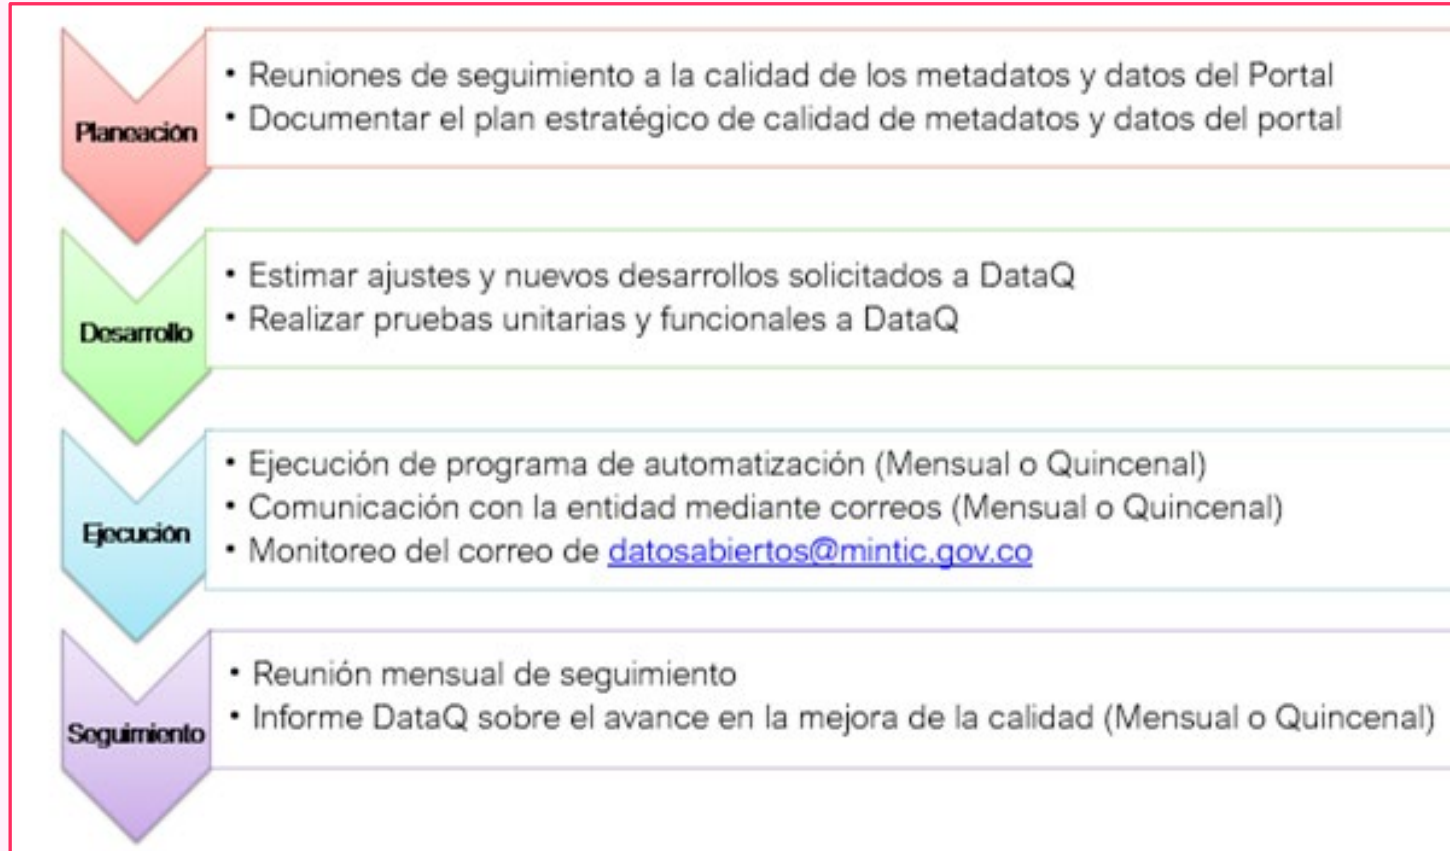 Planeación
• Reuniones de seguimiento a la calidad de los metadatos y datos del Portal
• Documentar el plan estratégico de calidad de metadatos y datos del portal
Desarrollo
• Estimar ajustes y nuevos desarrollos solicitados a DataQ
• Realizar pruebas unitarias y funcionales a DataQ
Ejecución
• Ejecución de programa de automatización (Mensual o Quincenal)
• Comunicación con la entidad mediante correos (Mensual o Quincenal)
• Monitoreo del correo de datosabiertos@mintic.gov.co
Seguimiento
• Reunión mensual de seguimiento
• Informe DataQ sobre el avance en la mejora de la calidad (Mensual o Quincenal)